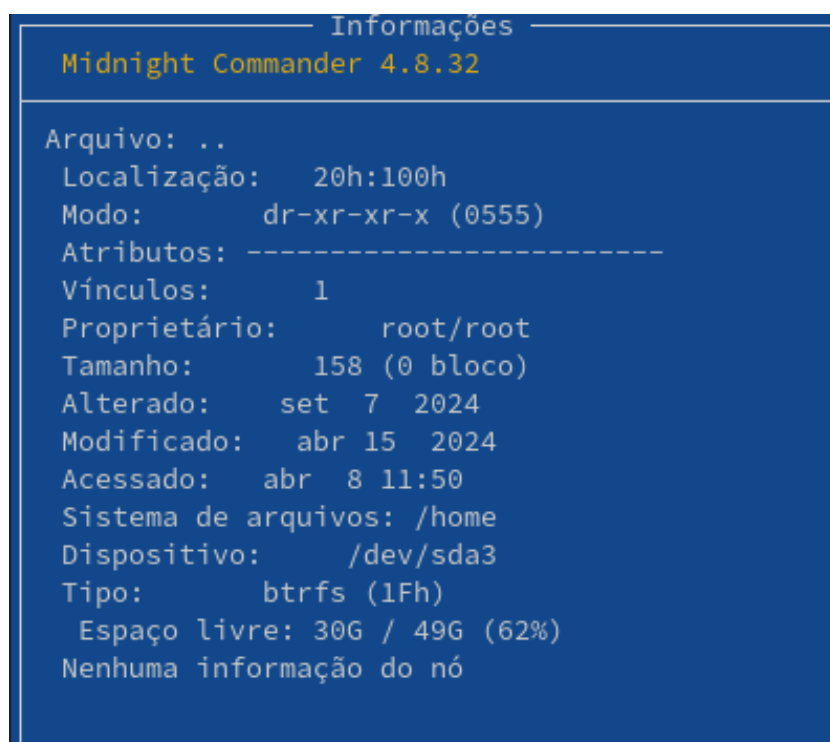 Informações
Midnight Commander 4.8.32
Arquivo: ..
Localização: 20h:100h
Modo: dr-xr-xr-x (0555)
Atributos: -------------------------
Vínculos: 1
Proprietário: root/root
Tamanho: 158 (0 bloco)
Alterado: set 7 2024
Modificado: abr 15 2024
Acessado: abr 8 11:50
Sistema de arquivos: /home
Dispositivo: /dev/sda3
Tipo: btrfs (1Fh)
Espaço livre: 30G / 49G (62%)
Nenhuma informação do nó